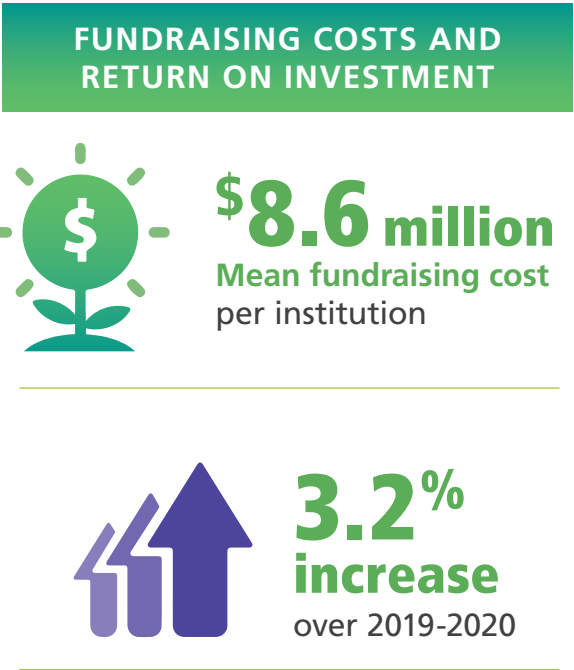 FUNDRAISING COSTS AND
RETURN ON INVESTMENT
$
$8.6 million
Mean fundraising cost
per institution
3.2%
increase
over 2019-2020